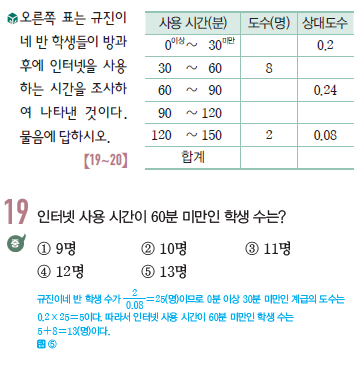 오른쪽 표는 규진이
네 반 학생들이 방과
후에 인터넷을 사용
하는 시간을 조사하
여 나타낸 것이다.
물음에 답하시오.
【19~20】
사용 시간(분) 도수(명) 상대도수
0이상 ~ 30미만 0.2
30 ~ 60 8
60 ~ 90 0.24
90 ~ 120
120 ~ 150 2 0.08
합계
19 인터넷 사용 시간이 60분 미만인 학생 수는?
중
① 9명 ② 10명 ③ 11명
④ 12명 ⑤ 13명
규진이네 반 학생 수가 2/0.08=25(명)이므로 0분 이상 30분 미만인 계급의 도수는
0.2×25=5이다. 따라서 인터넷 사용 시간이 60분 미만인 학생 수는
5+8=13(명)이다.
답 ⑤